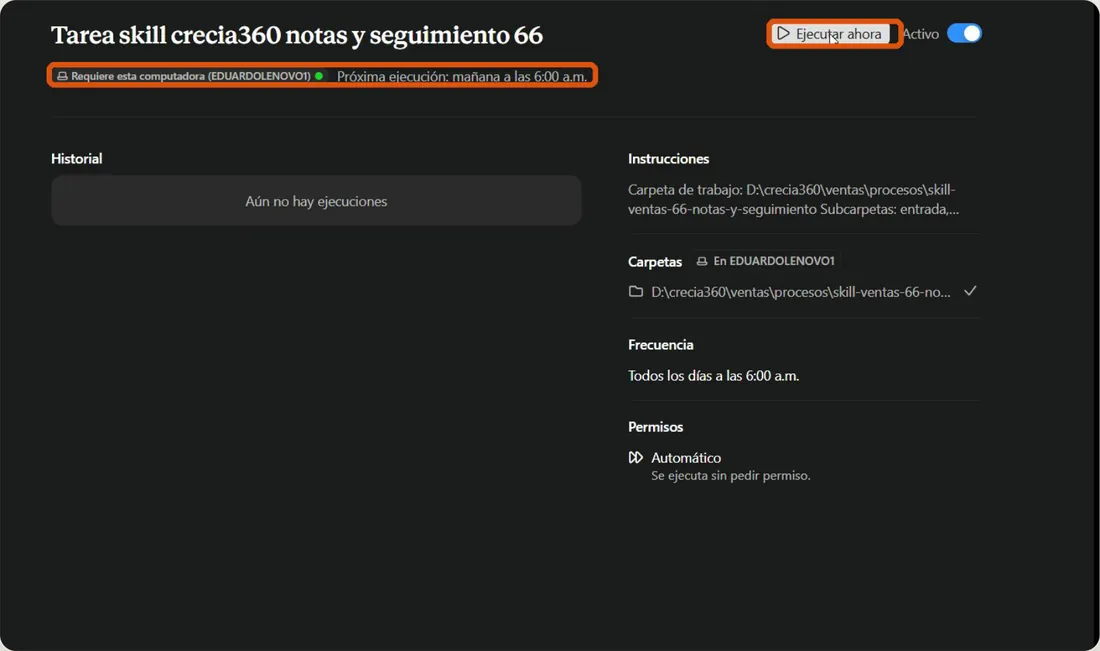 Tarea skill crecia360 notas y seguimiento 66
Ejecutar ahora
Activo
Requiere esta computadora (EDUARDOLENOVO1)
Próxima ejecución: mañana a las 6:00 a.m.
Historial
Aún no hay ejecuciones
Instrucciones
Carpeta de trabajo: D:\crecia360\ventas\procesos\skill-
ventas-66-notas-y-seguimiento Subcarpetas: entrada,...
Carpetas
En EDUARDOLENOVO1
D:\crecia360\ventas\procesos\skill-ventas-66-no...
Frecuencia
Todos los días a las 6:00 a.m.
Permisos
Automático
Se ejecuta sin pedir permiso.